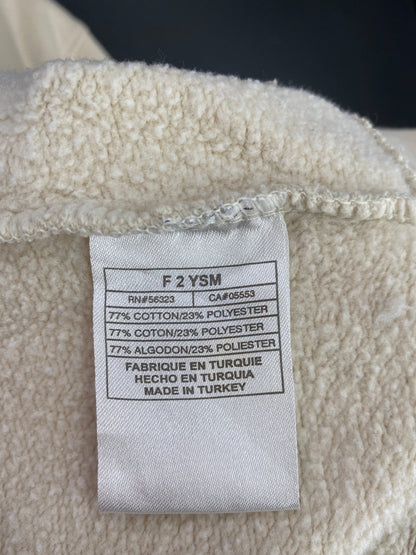 F 2 YSM
RN#56323 CA#05553
77% COTTON/23% POLYESTER
77% COTON/23% POLYESTER
77% ALGODON/23% POLIESTER
FABRIQUE EN TURQUIE
HECHO EN TURQUIA
MADE IN TURKEY